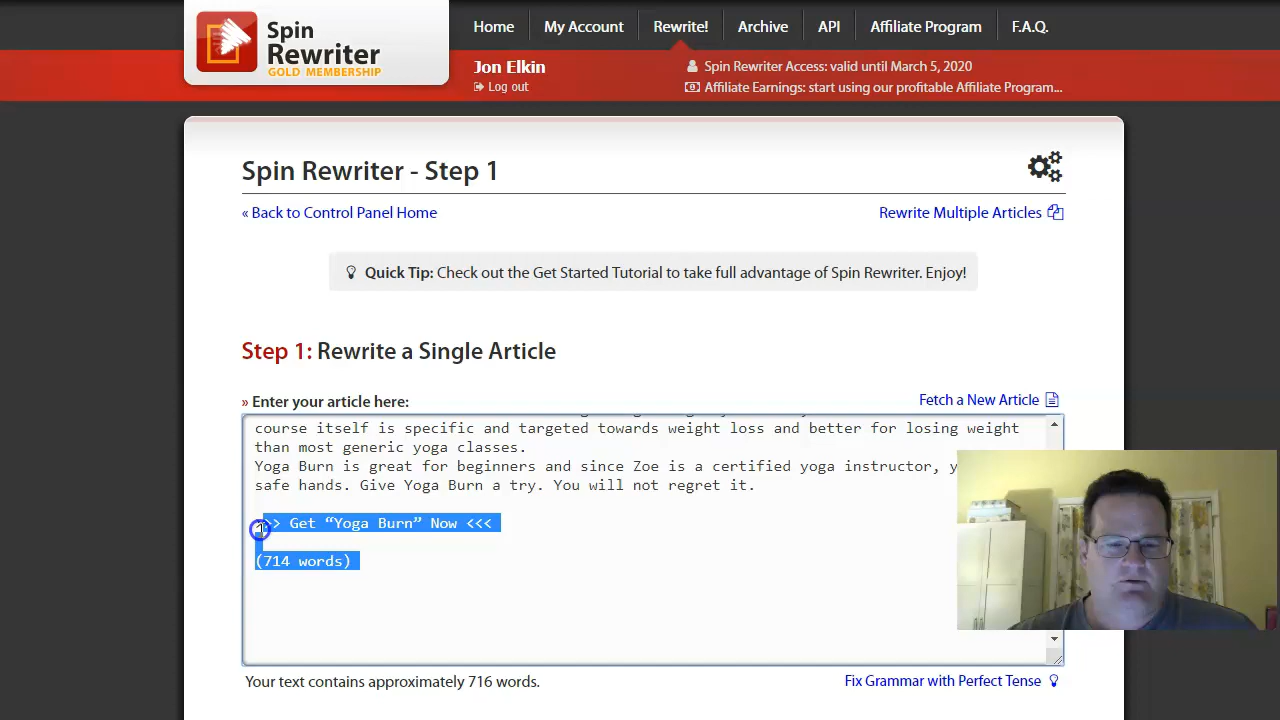 Spin
Rewriter
GOLD MEMBERSHIP
Home
My Account
Rewrite!
Archive
API
Affiliate Program
F.A.Q.
Jon Elkin
Log out
Spin Rewriter Access: valid until March 5, 2020
Affiliate Earnings: start using our profitable Affiliate Program...
Spin Rewriter - Step 1
« Back to Control Panel Home
Rewrite Multiple Articles
Quick Tip: Check out the Get Started Tutorial to take full advantage of Spin Rewriter. Enjoy!
Step 1: Rewrite a Single Article
» Enter your article here:
Fetch a New Article
course itself is specific and targeted towards weight loss and better for losing weight
than most generic yoga classes.
Yoga Burn is great for beginners and since Zoe is a certified yoga instructor,
safe hands. Give Yoga Burn a try. You will not regret it.
>> Get “Yoga Burn” Now <<<
(714 words)
Your text contains approximately 716 words.
Fix Grammar with Perfect Tense